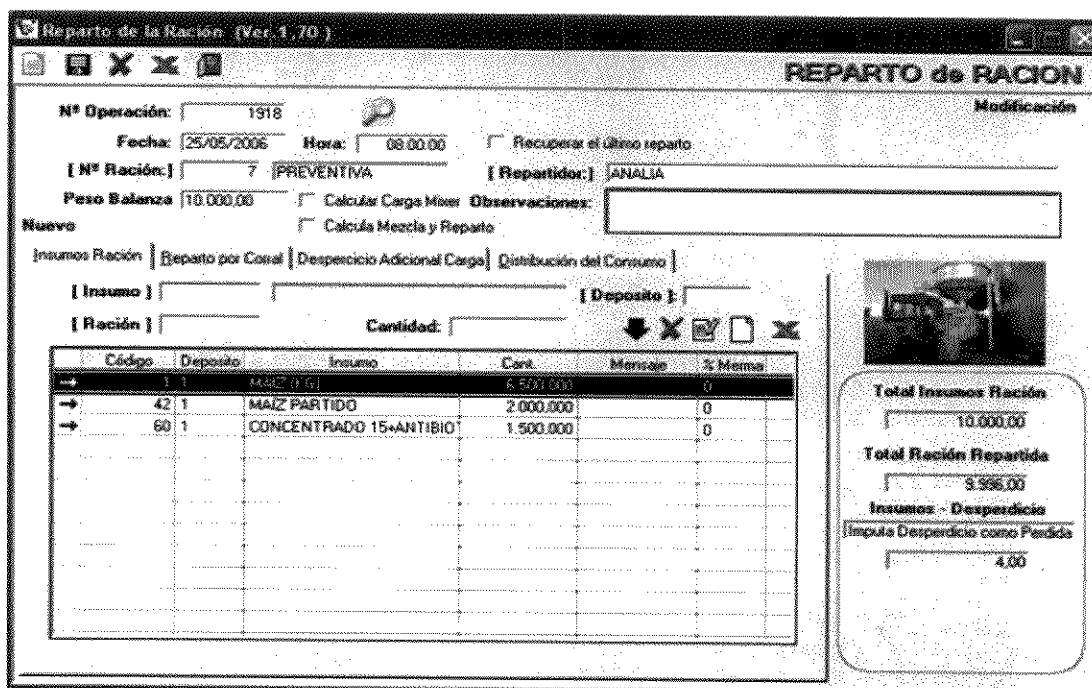 Reparto de la Ración (Ver. 1.70 )
REPARTO de RACION
Modificación
Nº Operación: 1918
Fecha: 25/05/2006 Hora: 08:00:00 Recuperar el último reparto
[ Nº Ración:] 7 PREVENTIVA [ Repartidor:] ANALIA
Peso Balanza 10.000,00 Calcular Carga Mixer Observaciones:
Nuevo Calcula Mezcla y Reparto
Insumos Ración Reparto por Corral Despercicio Adicional Carga Distribución del Consumo
[ Insumo ] [ Deposito ]:
[ Ración ] Cantidad:
Código Deposito Insumo Cant. Mensaje % Merma
1 1 MAIZ (FG) 6.500.000 0
42 1 MAÍZ PARTIDO 2.000.000 0
60 1 CONCENTRADO 15+ANTIBIO 1.500.000 0
Total Insumos Ración
10.000,00
Total Ración Repartida
9.996,00
Insumos - Desperdicio
Imputa Desperdicio como Perdida
4,00